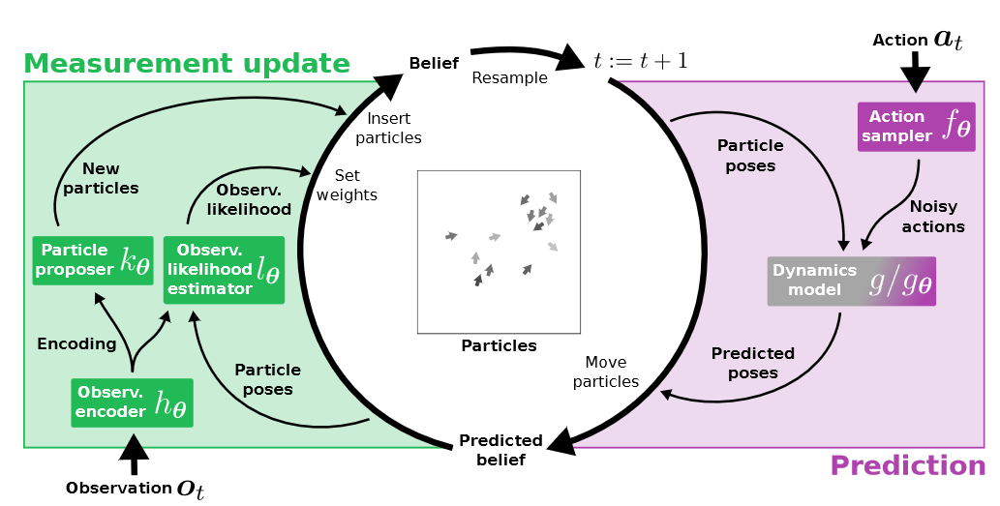 Measurement update
Belief
Resample
t := t + 1
Action a_t
Insert
particles
Set
weights
New
particles
Observ.
likelihood
Particle
proposer k_θ
Observ.
likelihood
estimator l_θ
Encoding
Observ.
encoder h_θ
Particle
poses
Observation o_t
Particles
Predicted
belief
Move
particles
Particle
poses
Action
sampler f_θ
Noisy
actions
Dynamics
model g/g_θ
Predicted
poses
Prediction